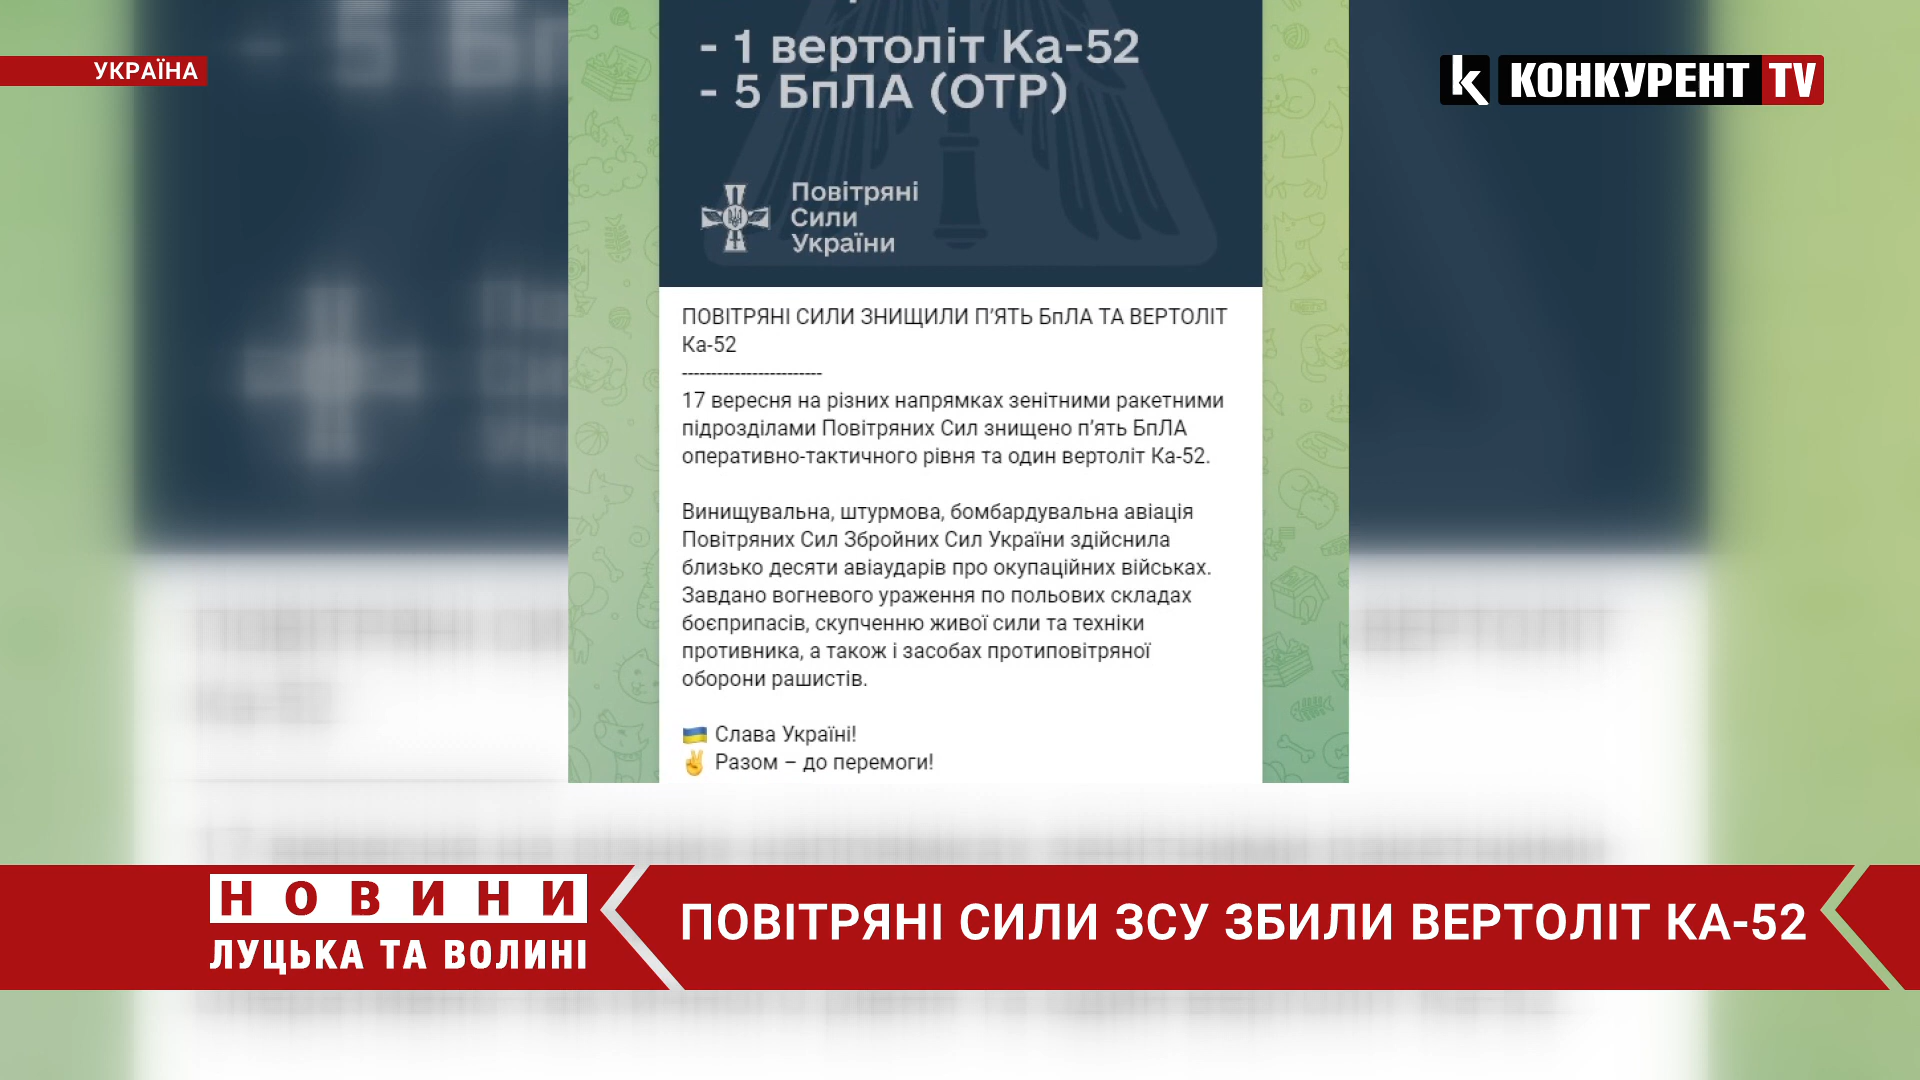 УКРАЇНА
k КОНКУРЕНТ TV
- 1 вертоліт Ка-52
- 5 БпЛА (ОТР)
Повітряні
Сили
України
ПОВІТРЯНІ СИЛИ ЗНИЩИЛИ П’ЯТЬ БпЛА ТА ВЕРТОЛІТ
Ка-52
------------------------
17 вересня на різних напрямках зенітними ракетними
підрозділами Повітряних Сил знищено п’ять БпЛА
оперативно-тактичного рівня та один вертоліт Ка-52.
Винищувальна, штурмова, бомбардувальна авіація
Повітряних Сил Збройних Сил України здійснила
близько десяти авіаударів про окупаційних військах.
Завдано вогневого ураження по польових складах
боєприпасів, скупченню живої сили та техніки
противника, а також і засобах протиповітряної
оборони рашистів.
🇺🇦 Слава Україні!
✌ Разом – до перемоги!
НОВИНИ
ЛУЦЬКА ТА ВОЛИНІ
ПОВІТРЯНІ СИЛИ ЗСУ ЗБИЛИ ВЕРТОЛІТ КА-52